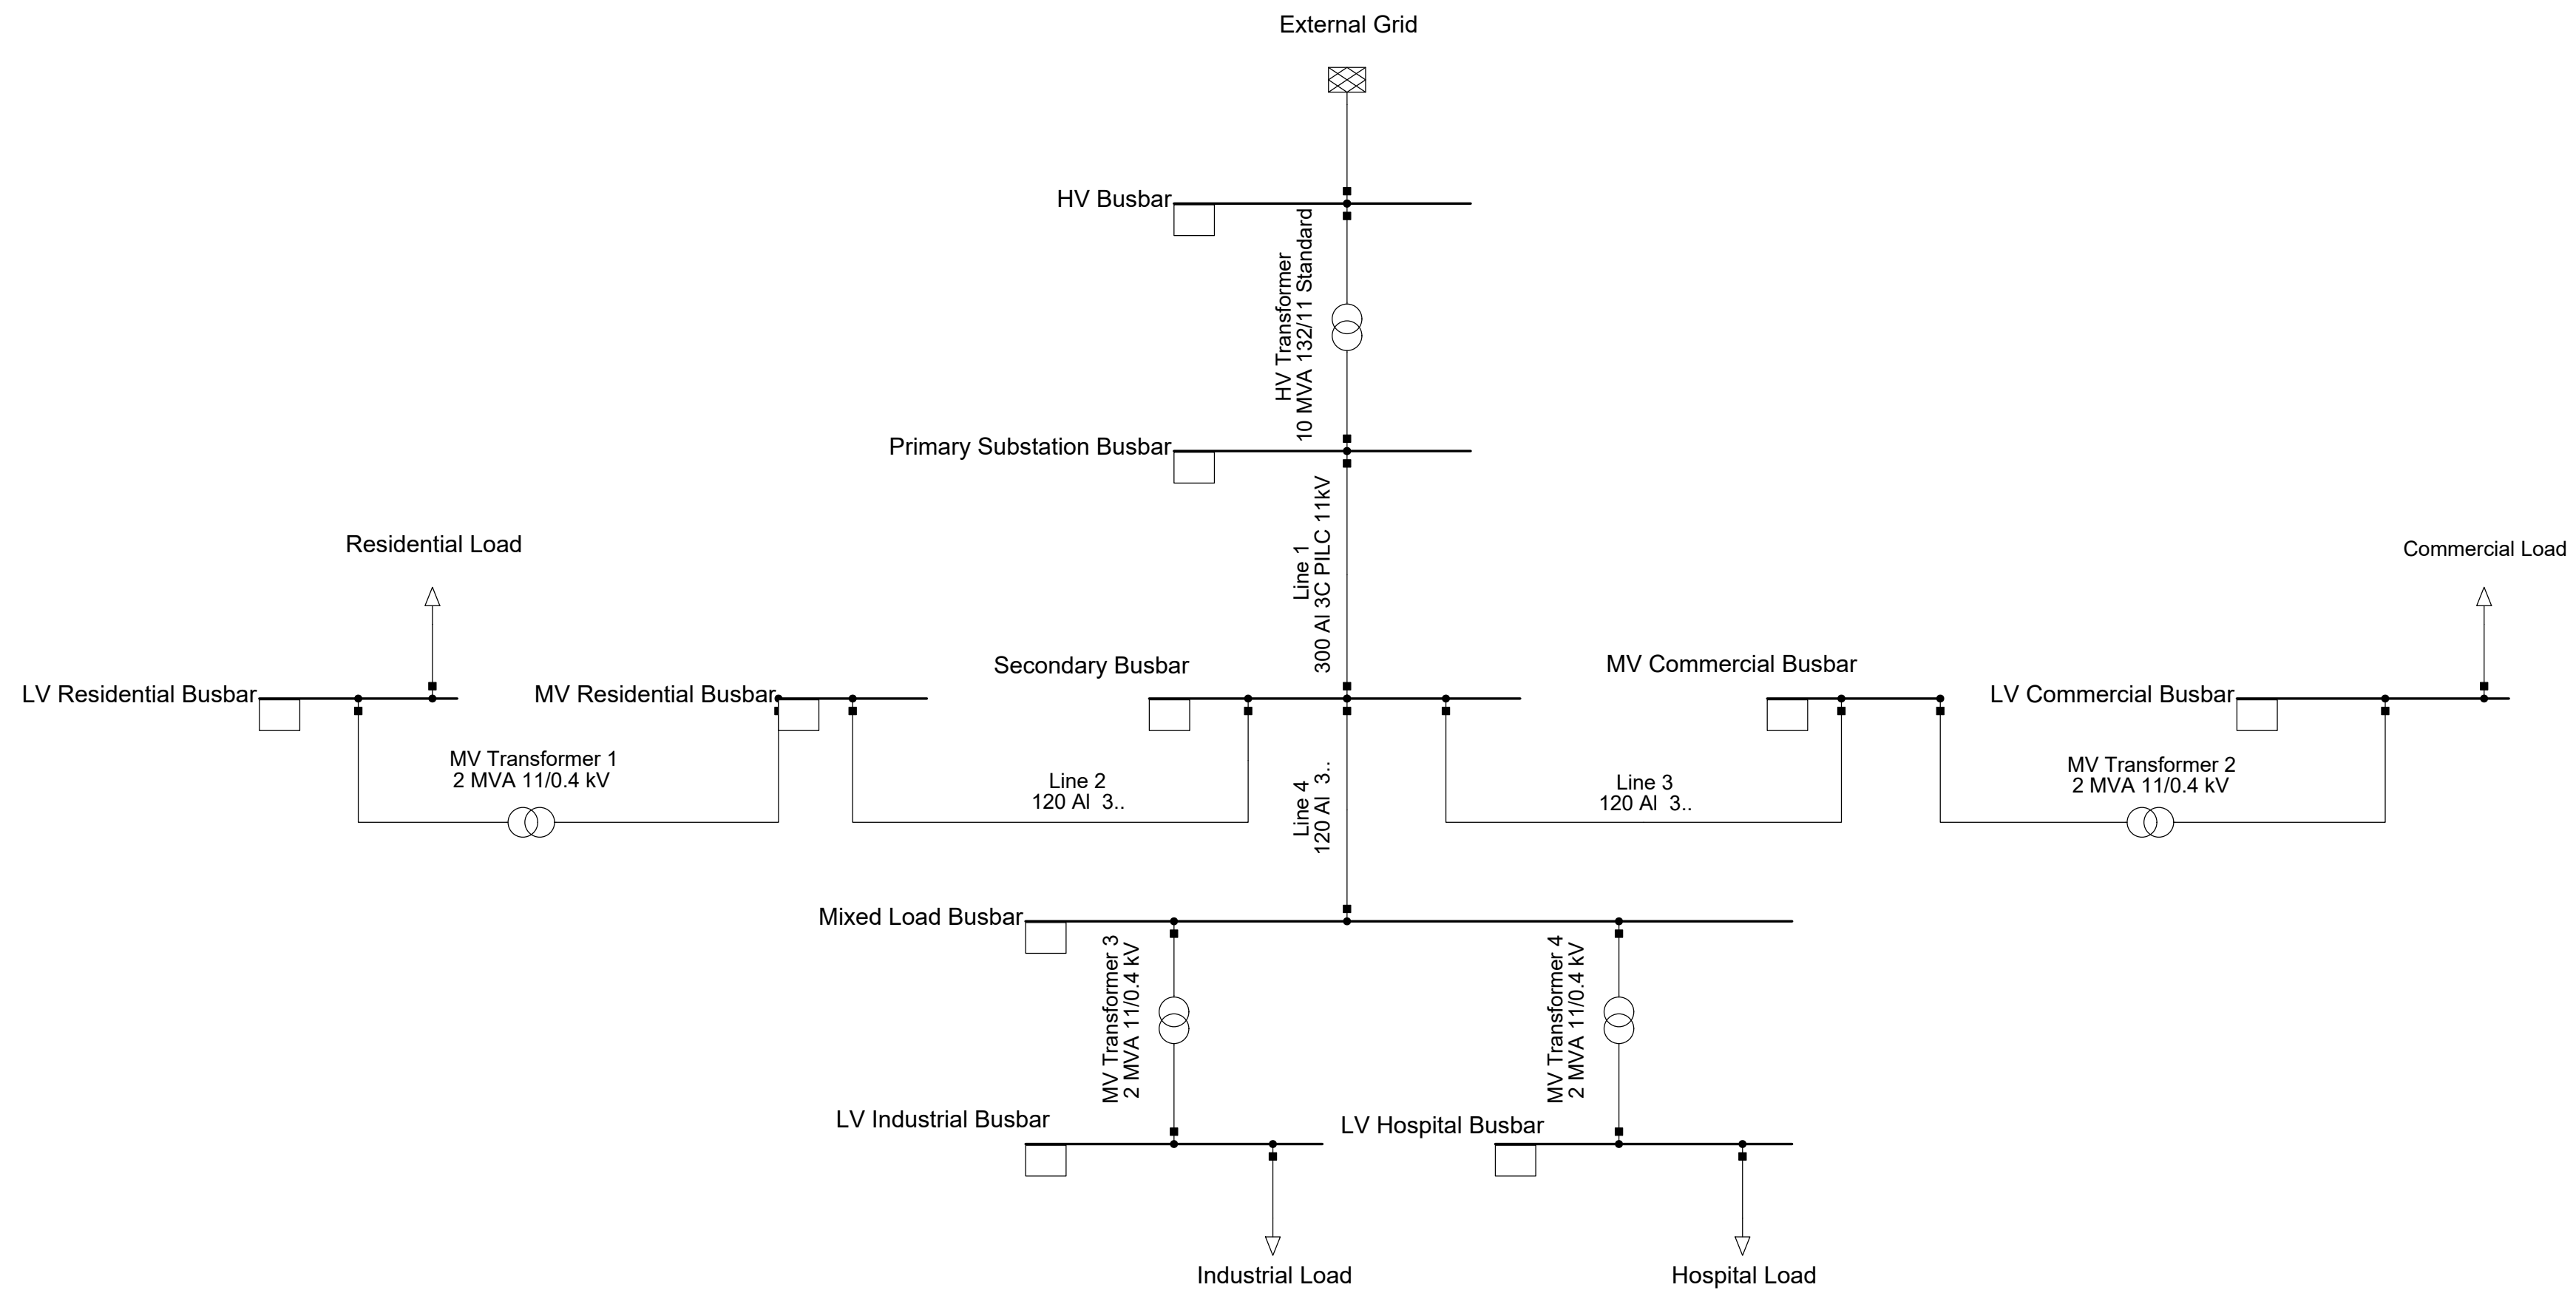 External Grid
HV Busbar
HV Transformer
10 MVA 132/11 Standard
Primary Substation Busbar
Line 1
300 Al 3C PILC 11kV
Residential Load
Commercial Load
LV Residential Busbar
MV Residential Busbar
Secondary Busbar
MV Commercial Busbar
LV Commercial Busbar
MV Transformer 1
2 MVA 11/0.4 kV
Line 2
120 Al  3..
Line 4
120 Al  3..
Line 3
120 Al  3..
MV Transformer 2
2 MVA 11/0.4 kV
Mixed Load Busbar
MV Transformer 3
2 MVA 11/0.4 kV
MV Transformer 4
2 MVA 11/0.4 kV
LV Industrial Busbar
LV Hospital Busbar
Industrial Load
Hospital Load